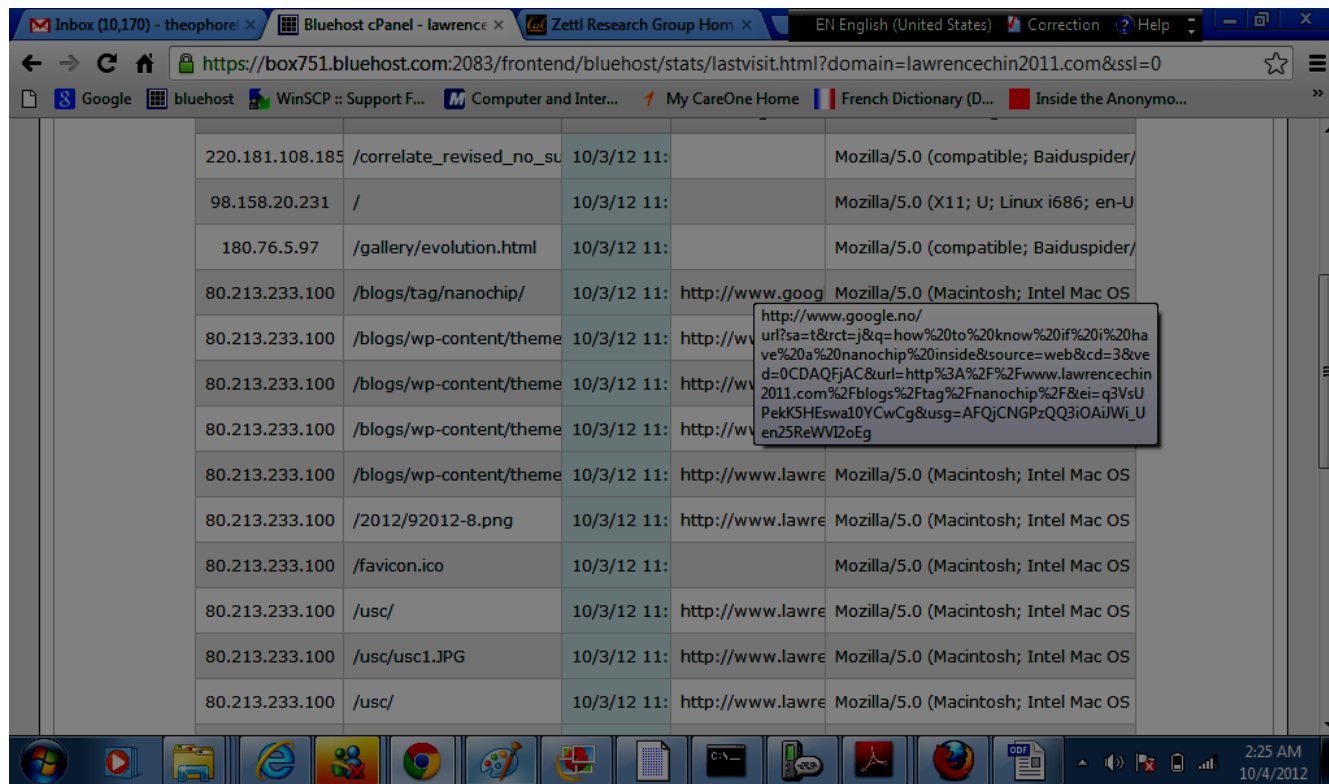 Inbox (10,170) - theophore
Bluehost cPanel - lawrence
Cal
Zettl Research Group Hom
EN English (United States)
Correction
Help
https://box751.bluehost.com:2083/frontend/bluehost/stats/lastvisit.html?domain=lawrencechin2011.com&ssl=0
Google
bluehost
WinSCP :: Support F...
Computer and Inter...
My CareOne Home
French Dictionary (D...
Inside the Anonymo...
220.181.108.185 /correlate_revised_no_su 10/3/12 11: Mozilla/5.0 (compatible; Baiduspider/
98.158.20.231 / 10/3/12 11: Mozilla/5.0 (X11; U; Linux i686; en-U
180.76.5.97 /gallery/evolution.html 10/3/12 11: Mozilla/5.0 (compatible; Baiduspider/
80.213.233.100 /blogs/tag/nanochip/ 10/3/12 11: http://www.goog Mozilla/5.0 (Macintosh; Intel Mac OS
http://www.google.no/
url?sa=t&rct=j&q=how%20to%20know%20if%20i%20ha
ve%20a%20nanochip%20inside&source=web&cd=3&ve
d=0CDAQFjAC&url=http%3A%2F%2Fwww.lawrencechin
2011.com%2Fblogs%2Ftag%2Fnanochip%2F&ei=q3VsU
PekK5HEswa10YCwCg&usg=AFQjCNGPzQQ3iOAiJWi_U
en25ReWVI2oEg
80.213.233.100 /blogs/wp-content/theme 10/3/12 11: http://w
80.213.233.100 /blogs/wp-content/theme 10/3/12 11: http://w
80.213.233.100 /blogs/wp-content/theme 10/3/12 11: http://w
80.213.233.100 /blogs/wp-content/theme 10/3/12 11: http://www.lawre Mozilla/5.0 (Macintosh; Intel Mac OS
80.213.233.100 /2012/92012-8.png 10/3/12 11: http://www.lawre Mozilla/5.0 (Macintosh; Intel Mac OS
80.213.233.100 /favicon.ico 10/3/12 11: Mozilla/5.0 (Macintosh; Intel Mac OS
80.213.233.100 /usc/ 10/3/12 11: http://www.lawre Mozilla/5.0 (Macintosh; Intel Mac OS
80.213.233.100 /usc/usc1.JPG 10/3/12 11: http://www.lawre Mozilla/5.0 (Macintosh; Intel Mac OS
80.213.233.100 /usc/ 10/3/12 11: http://www.lawre Mozilla/5.0 (Macintosh; Intel Mac OS
C:\_
ODF
2:25 AM
10/4/2012